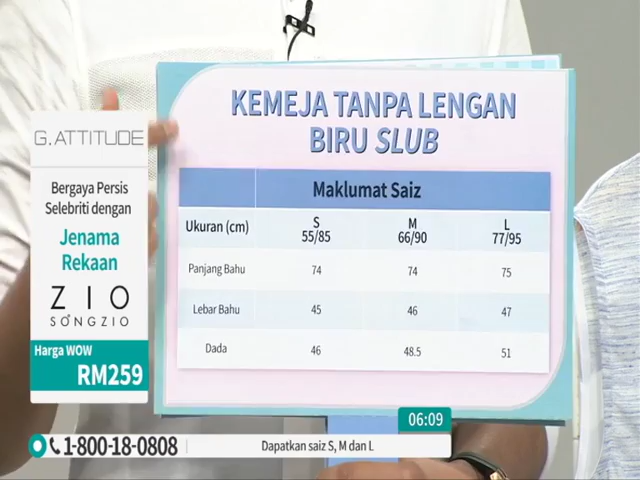 KEMEJA TANPA LENGAN
BIRU SLUB
Maklumat Saiz
Ukuran (cm) S 55/85 M 66/90 L 77/95
Panjang Bahu 74 74 75
Lebar Bahu 45 46 47
Dada 46 48.5 51
G.ATTITUDE
Bergaya Persis
Selebriti dengan
Jenama
Rekaan
ZIO
SONGZIO
Harga WOW
RM259
06:09
1-800-18-0808
Dapatkan saiz S, M dan L